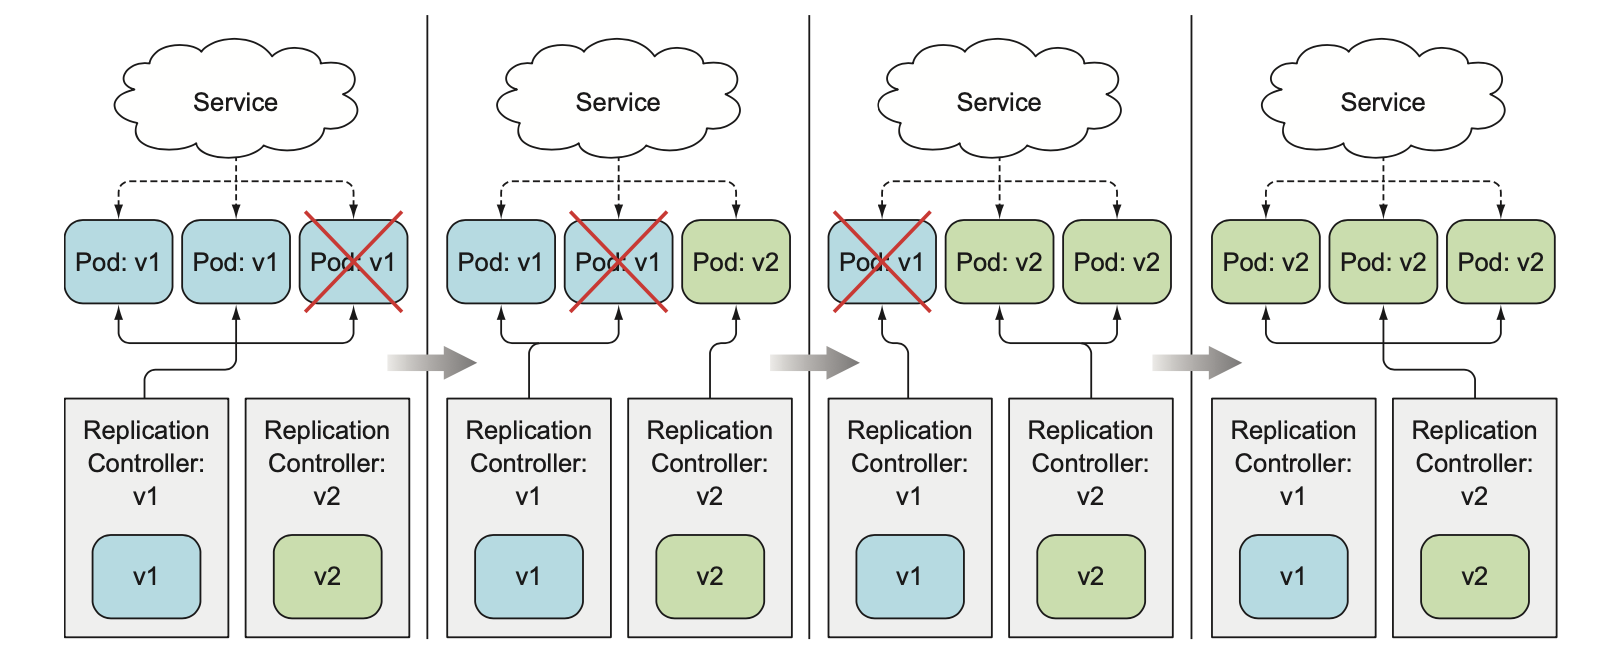 Service
Service
Service
Service
Pod: v1
Pod: v1
Pod: v1
Pod: v1
Pod: v1
Pod: v2
Pod: v1
Pod: v2
Pod: v2
Pod: v2
Pod: v2
Pod: v2
Replication
Controller:
v1
v1
Replication
Controller:
v2
v2
Replication
Controller:
v1
v1
Replication
Controller:
v2
v2
Replication
Controller:
v1
v1
Replication
Controller:
v2
v2
Replication
Controller:
v1
v1
Replication
Controller:
v2
v2